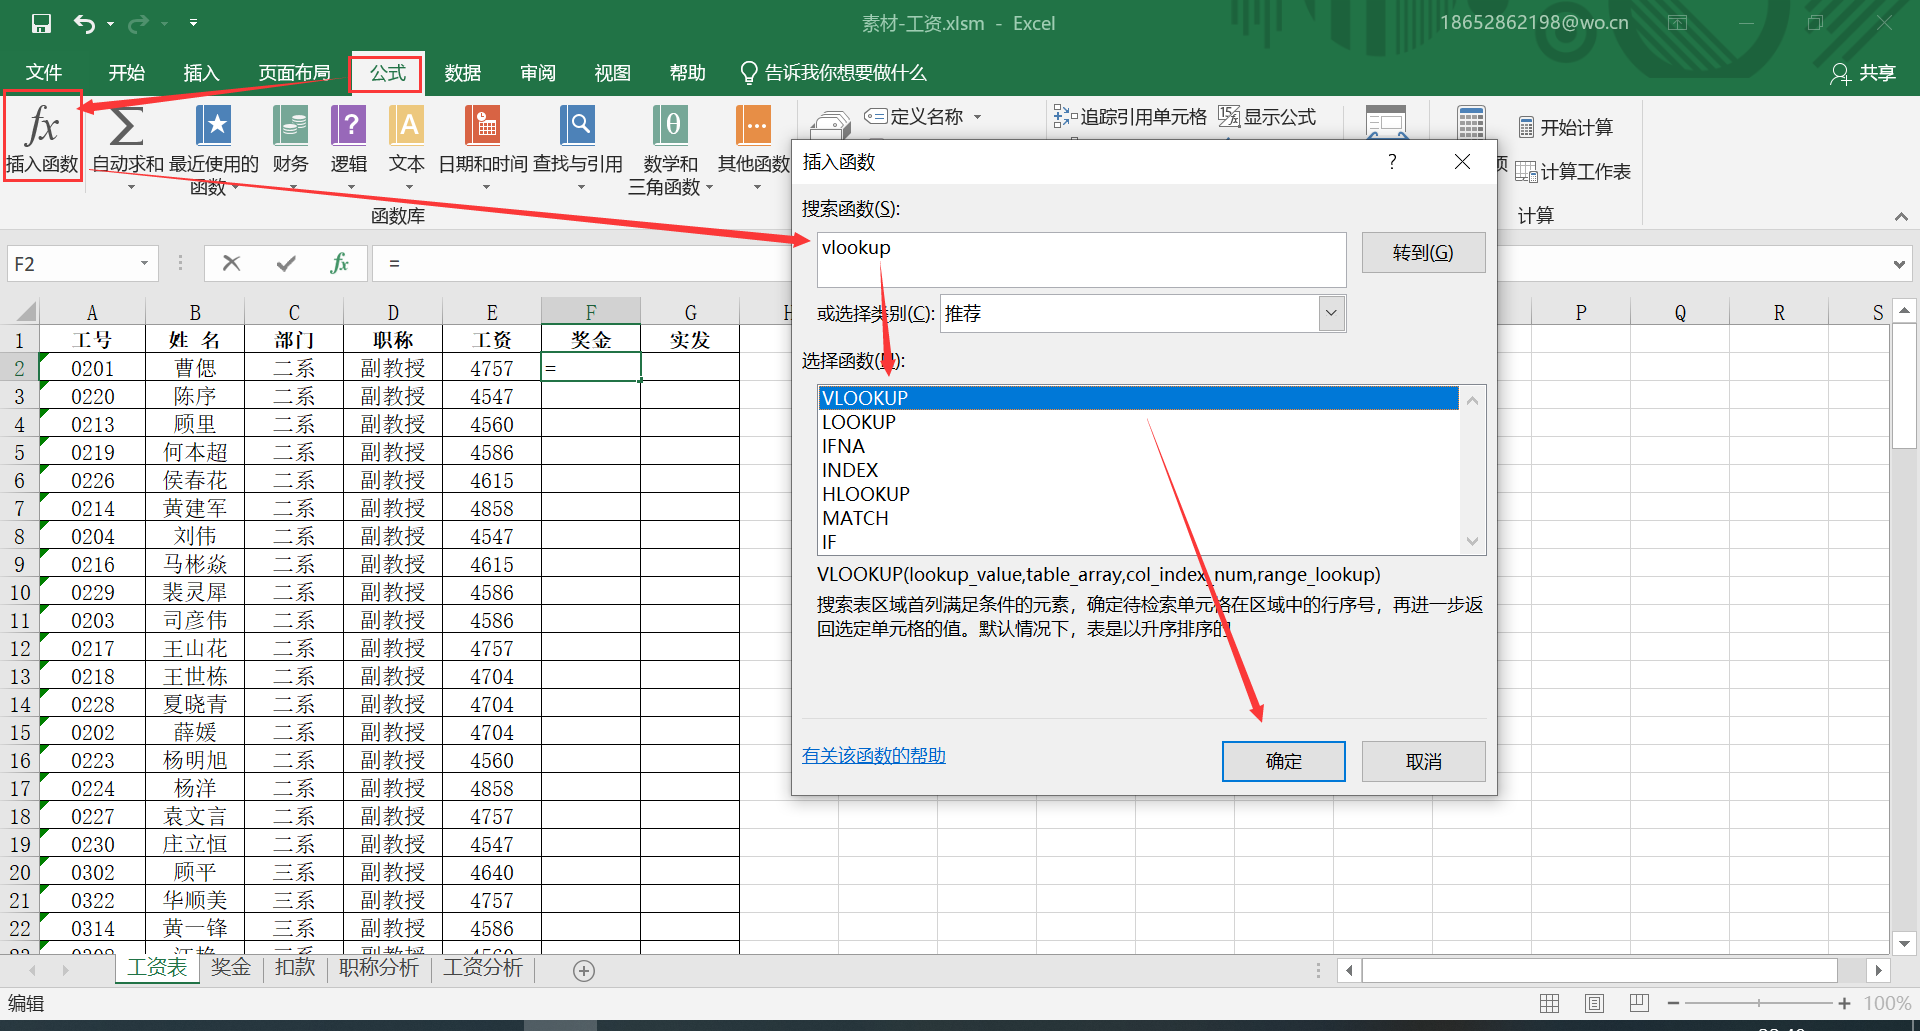 素材-工资.xlsm - Excel
18652862198@wo.cn
文件 开始 插入 页面布局 公式 数据 审阅 视图 帮助 告诉我你想要做什么 共享
fx Σ ? A θ
定义名称 追踪引用单元格 显示公式 开始计算
插入函数 自动求和 最近使用的函数 财务 逻辑 文本 日期和时间 查找与引用 数学和三角函数 其他函数 项 计算工作表
函数库 计算
F2 fx =
A B C D E F G H P Q R S
1 工号 姓 名 部门 职称 工资 奖金 实发
2 0201 曹偲 二系 副教授 4757 =
3 0220 陈序 二系 副教授 4547
4 0213 顾里 二系 副教授 4560
5 0219 何本超 二系 副教授 4586
6 0226 侯春花 二系 副教授 4615
7 0214 黄建军 二系 副教授 4858
8 0204 刘伟 二系 副教授 4547
9 0216 马彬焱 二系 副教授 4615
10 0229 裴灵犀 二系 副教授 4586
11 0203 司彦伟 二系 副教授 4586
12 0217 王山花 二系 副教授 4757
13 0218 王世栋 二系 副教授 4704
14 0228 夏晓青 二系 副教授 4704
15 0202 薛媛 二系 副教授 4704
16 0223 杨明旭 二系 副教授 4560
17 0224 杨洋 二系 副教授 4858
18 0227 袁文言 二系 副教授 4757
19 0230 庄立恒 二系 副教授 4547
20 0302 顾平 三系 副教授 4640
21 0322 华顺美 三系 副教授 4757
22 0314 黄一锋 三系 副教授 4586
插入函数 ?
搜索函数(S):
vlookup
转到(G)
或选择类别(C): 推荐
选择函数(N):
VLOOKUP
LOOKUP
IFNA
INDEX
HLOOKUP
MATCH
IF
VLOOKUP(lookup_value,table_array,col_index_num,range_lookup)
搜索表区域首列满足条件的元素，确定待检索单元格在区域中的行序号，再进一步返
回选定单元格的值。默认情况下，表是以升序排序的
有关该函数的帮助 确定 取消
工资表 奖金 扣款 职称分析 工资分析
编辑 100%